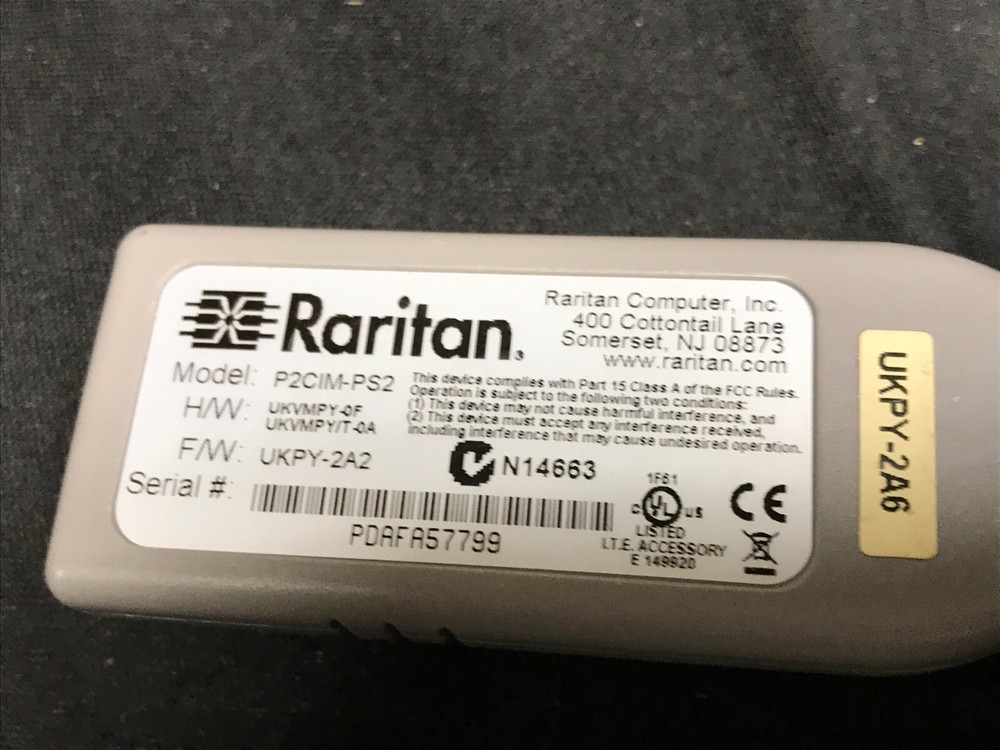 Raritan®
Raritan Computer, Inc.
400 Cottontail Lane
Somerset, NJ 08873
www.raritan.com
Model: P2CIM-PS2
H/W: UKVMPY-0F
UKVMPY/T-0A
F/W: UKPY-2A2
This device complies with Part 15 Class A of the FCC Rules.
Operation is subject to the following two conditions:
(1) This device may not cause harmful interference, and
(2) This device must accept any interference received,
including interference that may cause undesired operation.
N14663
Serial #:
PDAFA57799
1F61
c UL us
LISTED
I.T.E. ACCESSORY
E 149920
CE
UKPY-2A6